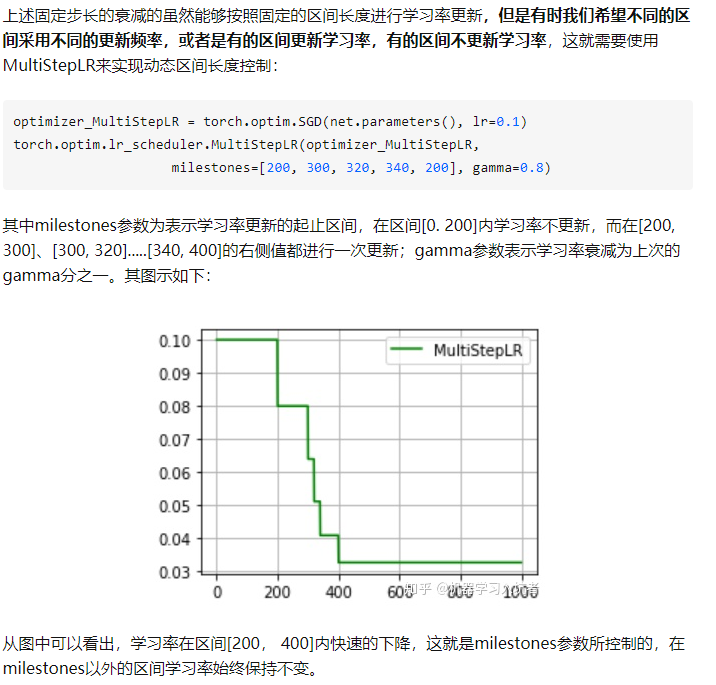 上述固定步长的衰减的虽然能够按照固定的区间长度进行学习率更新，但是有时我们希望不同的区
间采用不同的更新频率，或者是有的区间更新学习率，有的区间不更新学习率，这就需要使用
MultiStepLR来实现动态区间长度控制：
optimizer_MultiStepLR = torch.optim.SGD(net.parameters(), lr=0.1)
torch.optim.lr_scheduler.MultiStepLR(optimizer_MultiStepLR,
milestones=[200, 300, 320, 340, 200], gamma=0.8)
其中milestones参数为表示学习率更新的起止区间，在区间[0. 200]内学习率不更新，而在[200,
300]、[300, 320].....[340, 400]的右侧值都进行一次更新；gamma参数表示学习率衰减为上次的
gamma分之一。其图示如下：
MultiStepLR
0.10
0.09
0.08
0.07
0.06
0.05
0.04
0.03
0 200 400 600 800 1000
知乎 @机器学习入坑者
从图中可以看出，学习率在区间[200， 400]内快速的下降，这就是milestones参数所控制的，在
milestones以外的区间学习率始终保持不变。